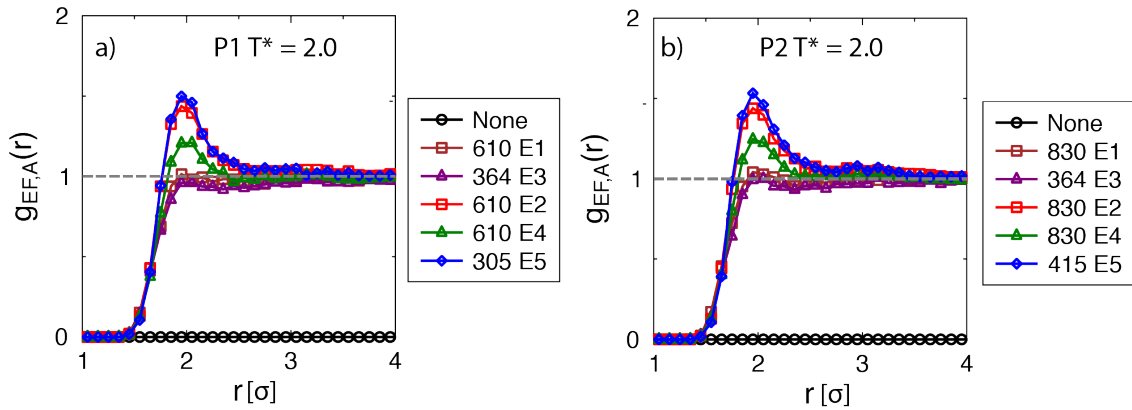 a) P1 T* = 2.0
g_EF,A(r)
2
1
0
1 2 3 4
r [σ]
None
610 E1
364 E3
610 E2
610 E4
305 E5
b) P2 T* = 2.0
g_EF,A(r)
2
1
0
1 2 3 4
r [σ]
None
830 E1
364 E3
830 E2
830 E4
415 E5